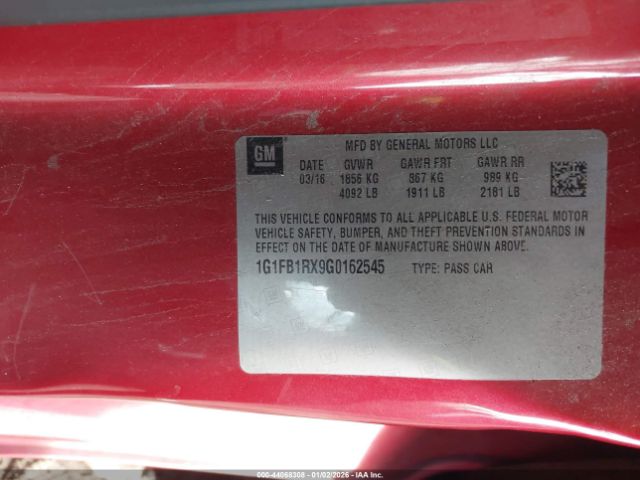 GM
MFD BY GENERAL MOTORS LLC
DATE GVWR GAWR FRT GAWR RR
03/16 1856 KG 867 KG 989 KG
4092 LB 1911 LB 2181 LB
THIS VEHICLE CONFORMS TO ALL APPLICABLE U.S. FEDERAL MOTOR
VEHICLE SAFETY, BUMPER, AND THEFT PREVENTION STANDARDS IN
EFFECT ON THE DATE OF MANUFACTURE SHOWN ABOVE.
1G1FB1RX9G0162545 TYPE: PASS CAR
000-44068308 - 01/02/2026 - IAAI.CA